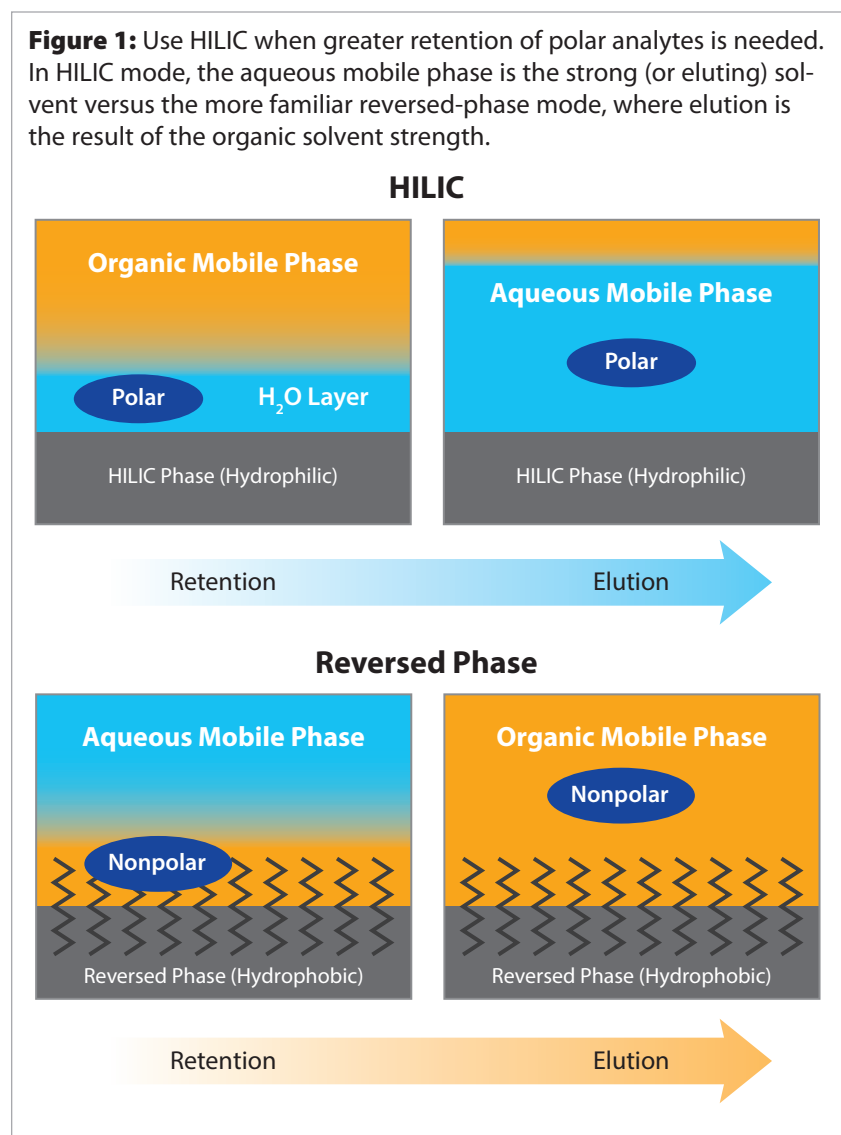 Figure 1: Use HILIC when greater retention of polar analytes is needed.
In HILIC mode, the aqueous mobile phase is the strong (or eluting) sol-
vent versus the more familiar reversed-phase mode, where elution is
the result of the organic solvent strength.
HILIC
Organic Mobile Phase
Polar
H₂O Layer
HILIC Phase (Hydrophilic)
Aqueous Mobile Phase
Polar
HILIC Phase (Hydrophilic)
Retention
Elution
Reversed Phase
Aqueous Mobile Phase
Nonpolar
Reversed Phase (Hydrophobic)
Organic Mobile Phase
Nonpolar
Reversed Phase (Hydrophobic)
Retention
Elution